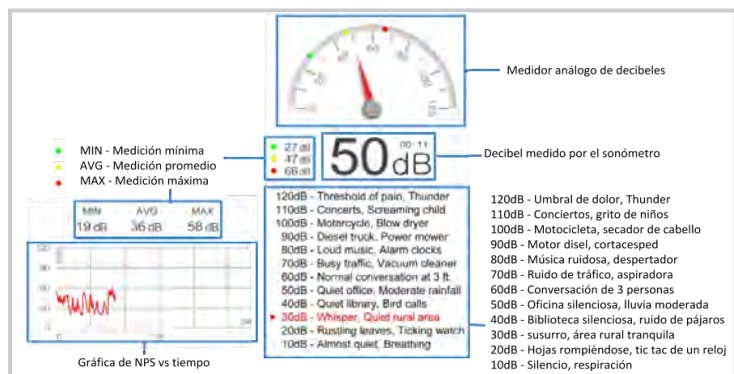 Medidor análogo de decibeles
MIN - Medición mínima
AVG - Medición promedio
MAX - Medición máxima
27 dB
47 dB
66 dB
00:11
50dB
Decibel medido por el sonómetro
MIN AVG MAX
19 dB 36 dB 58 dB
120dB - Threshold of pain, Thunder
110dB - Concerts, Screaming child
100dB - Motorcycle, Blow dryer
90dB - Diesel truck, Power mower
80dB - Loud music, Alarm clocks
70dB - Busy traffic, Vacuum cleaner
60dB - Normal conversation at 3 ft.
50dB - Quiet office, Moderate rainfall
40dB - Quiet library, Bird calls
30dB - Whisper, Quiet rural area
20dB - Rustling leaves, Ticking watch
10dB - Almost quiet, Breathing
120dB - Umbral de dolor, Thunder
110dB - Conciertos, grito de niños
100dB - Motocicleta, secador de cabello
90dB - Motor disel, cortacesped
80dB - Música ruidosa, despertador
70dB - Ruido de tráfico, aspiradora
60dB - Conversación de 3 personas
50dB - Oficina silenciosa, lluvia moderada
40dB - Biblioteca silenciosa, ruido de pájaros
30dB - susurro, área rural tranquila
20dB - Hojas rompiéndose, tic tac de un reloj
10dB - Silencio, respiración
Gráfica de NPS vs tiempo